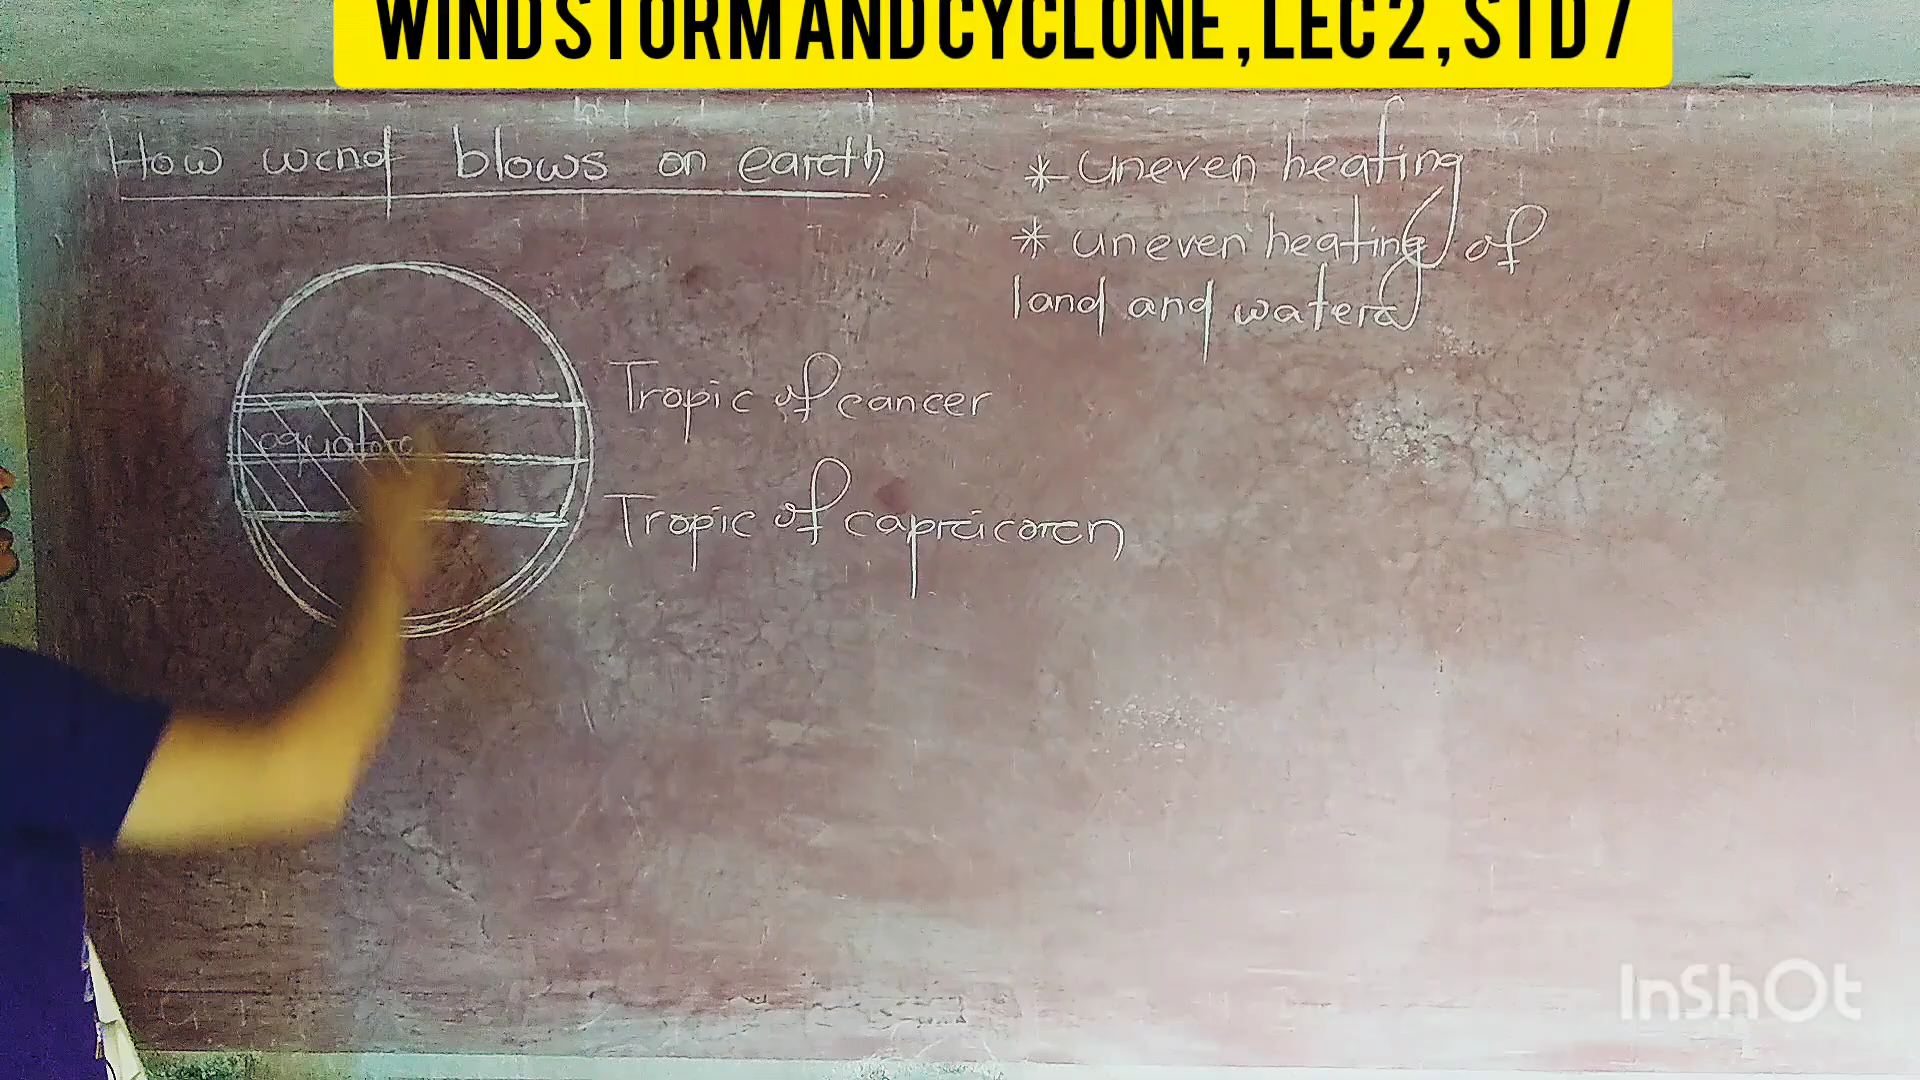 WIND STORM AND CYCLONE, LEC 2, STD 7
How wind blows on earth
* uneven heating
* uneven heating of
land and water
Tropic of cancer
equator
Tropic of capricorn
InShOt